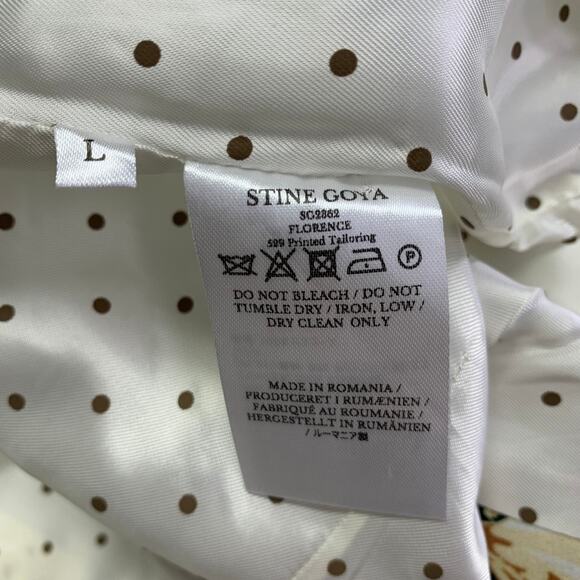 L
STINE GOYA
SG2862
FLORENCE
599 Printed Tailoring
P
DO NOT BLEACH / DO NOT
TUMBLE DRY / IRON, LOW /
DRY CLEAN ONLY
MADE IN ROMANIA /
PRODUCERET I RUMÆNIEN /
FABRIQUÉ AU ROUMANIE /
HERGESTELLT IN RUMÄNIEN
/ ルーマニア製